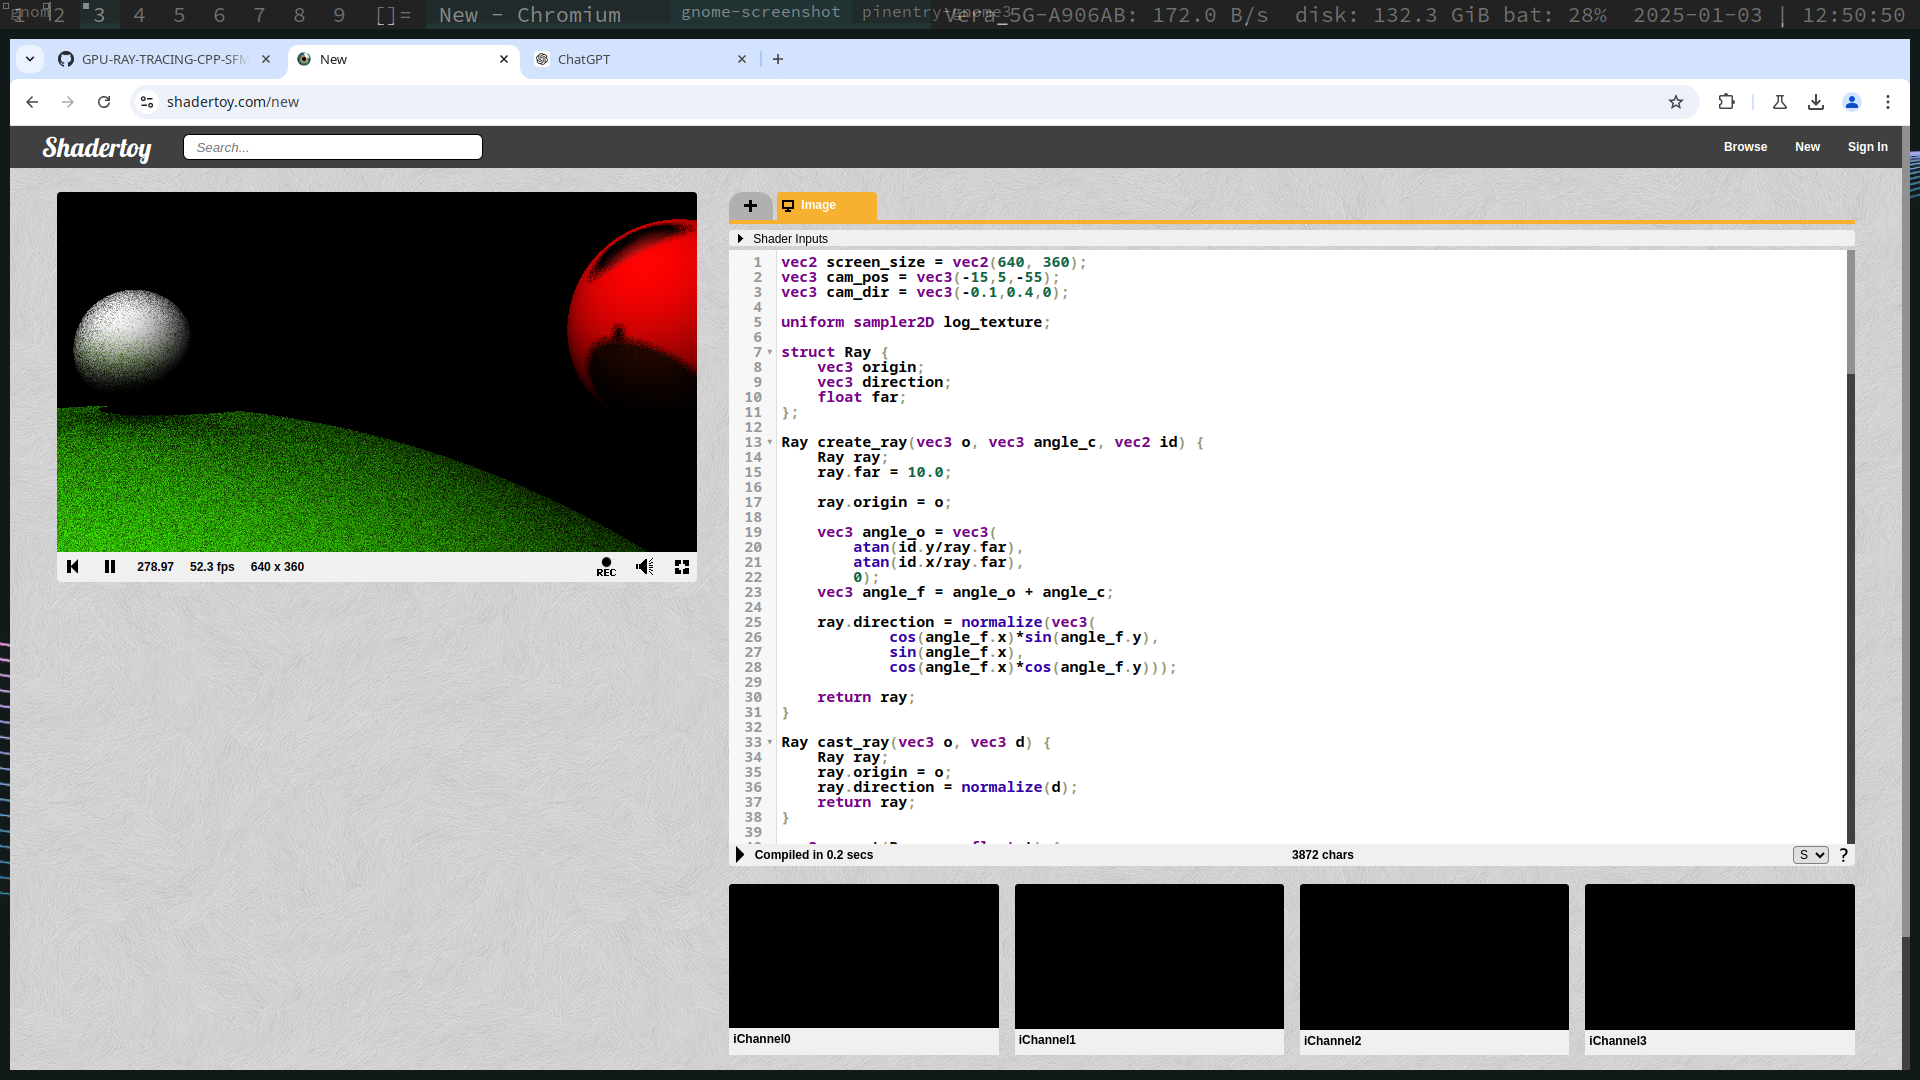 1 2 3 4 5 6 7 8 9 []= New - Chromium gnome-screenshot pinentry-gnome3 Vera_5G-A906AB: 172.0 B/s disk: 132.3 GiB bat: 28% 2025-01-03 | 12:50:50
GPU-RAY-TRACING-CPP-SFM New ChatGPT
shadertoy.com/new
Shadertoy Search... Browse New Sign In
Image
Shader Inputs
1 vec2 screen_size = vec2(640, 360);
2 vec3 cam_pos = vec3(-15,5,-55);
3 vec3 cam_dir = vec3(-0.1,0.4,0);
4
5 uniform sampler2D log_texture;
6
7 struct Ray {
8 vec3 origin;
9 vec3 direction;
10 float far;
11 };
12
13 Ray create_ray(vec3 o, vec3 angle_c, vec2 id) {
14 Ray ray;
15 ray.far = 10.0;
16
17 ray.origin = o;
18
19 vec3 angle_o = vec3(
20 atan(id.y/ray.far),
21 atan(id.x/ray.far),
22 0);
23 vec3 angle_f = angle_o + angle_c;
24
25 ray.direction = normalize(vec3(
26 cos(angle_f.x)*sin(angle_f.y),
27 sin(angle_f.x),
28 cos(angle_f.x)*cos(angle_f.y)));
29
30 return ray;
31 }
32
33 Ray cast_ray(vec3 o, vec3 d) {
34 Ray ray;
35 ray.origin = o;
36 ray.direction = normalize(d);
37 return ray;
38 }
39
278.97 52.3 fps 640 x 360 REC
Compiled in 0.2 secs 3872 chars S ?
iChannel0 iChannel1 iChannel2 iChannel3